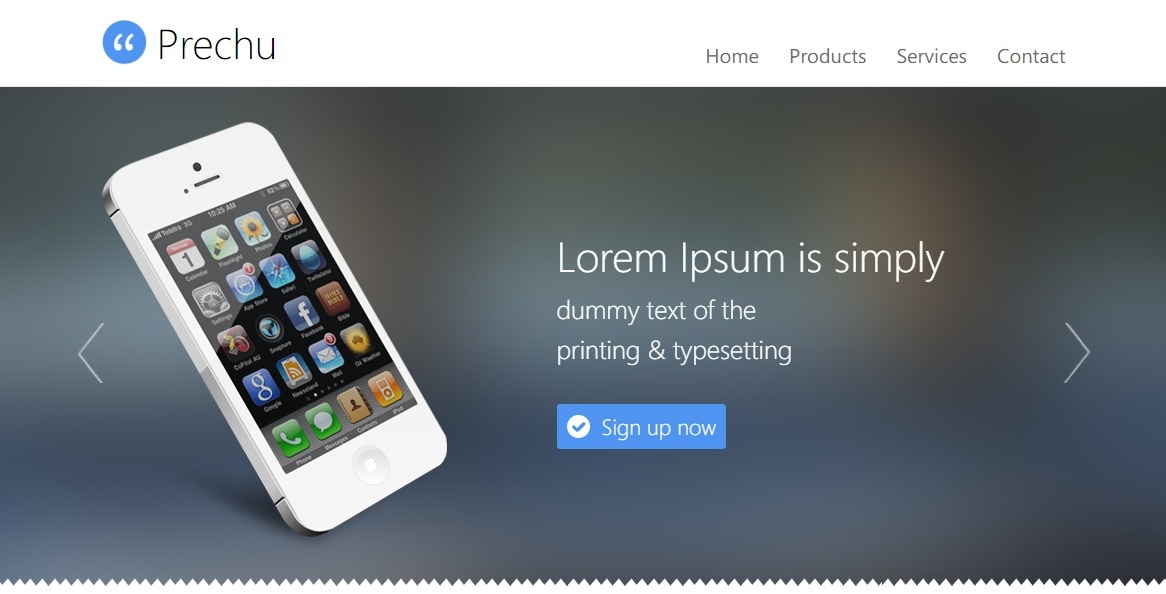 “ Prechu
Home Products Services Contact
Telstra 3G 10:25 AM 92%
Calendar Flashlight Photos Calculator
Settings App Store Safari Twittelator
CoPilot AU Snapture Facebook Bible
Google Newsstand Mail Oz Weather
Phone Messages Contacts iPod
Lorem Ipsum is simply
dummy text of the
printing & typesetting
Sign up now